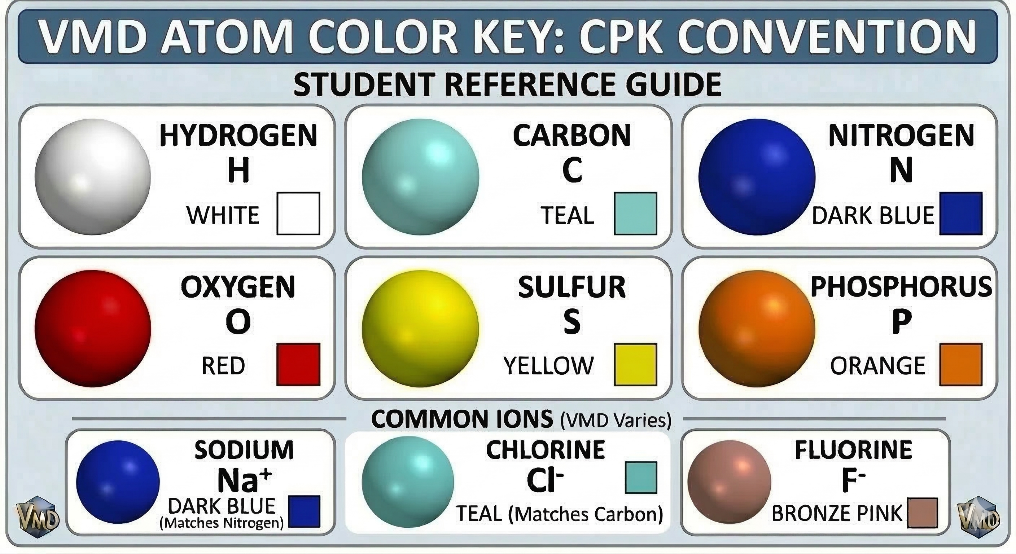 VMD ATOM COLOR KEY: CPK CONVENTION
STUDENT REFERENCE GUIDE
HYDROGEN
H
WHITE
CARBON
C
TEAL
NITROGEN
N
DARK BLUE
OXYGEN
O
RED
SULFUR
S
YELLOW
PHOSPHORUS
P
ORANGE
COMMON IONS (VMD Varies)
SODIUM
Na⁺
DARK BLUE
(Matches Nitrogen)
CHLORINE
Cl⁻
TEAL (Matches Carbon)
FLUORINE
F⁻
BRONZE PINK
VMD
VMD